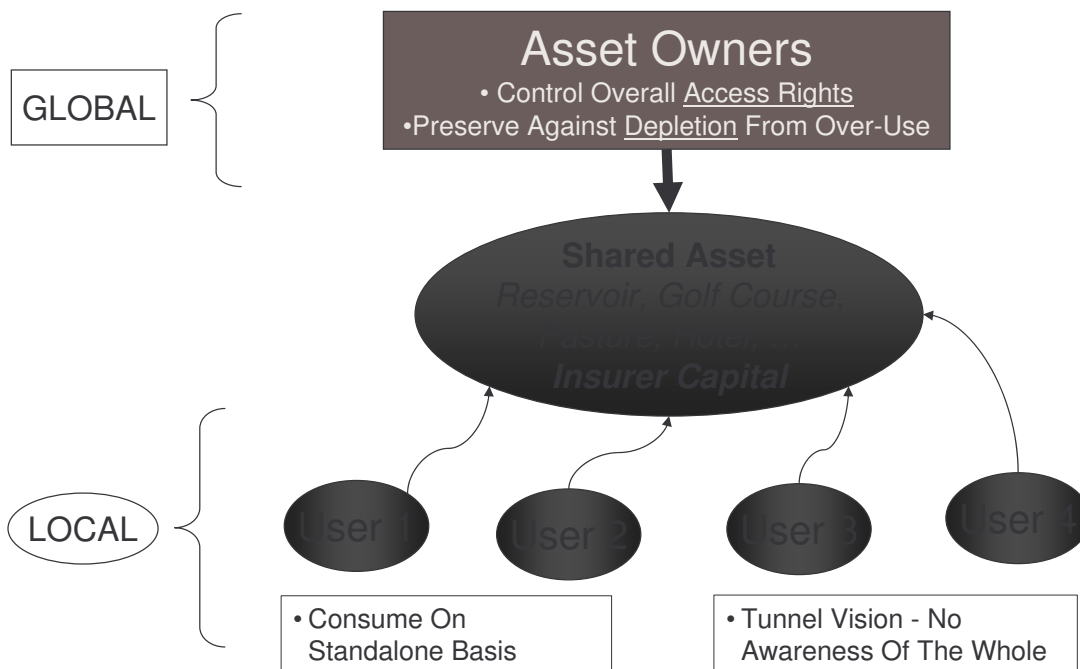 Asset Owners
• Control Overall Access Rights
•Preserve Against Depletion From Over-Use
GLOBAL
Shared Asset
Reservoir, Golf Course,
Pasture, Hotel, …
Insurer Capital
User 1
User 2
User 3
User 4
LOCAL
• Consume On
Standalone Basis
• Tunnel Vision - No
Awareness Of The Whole